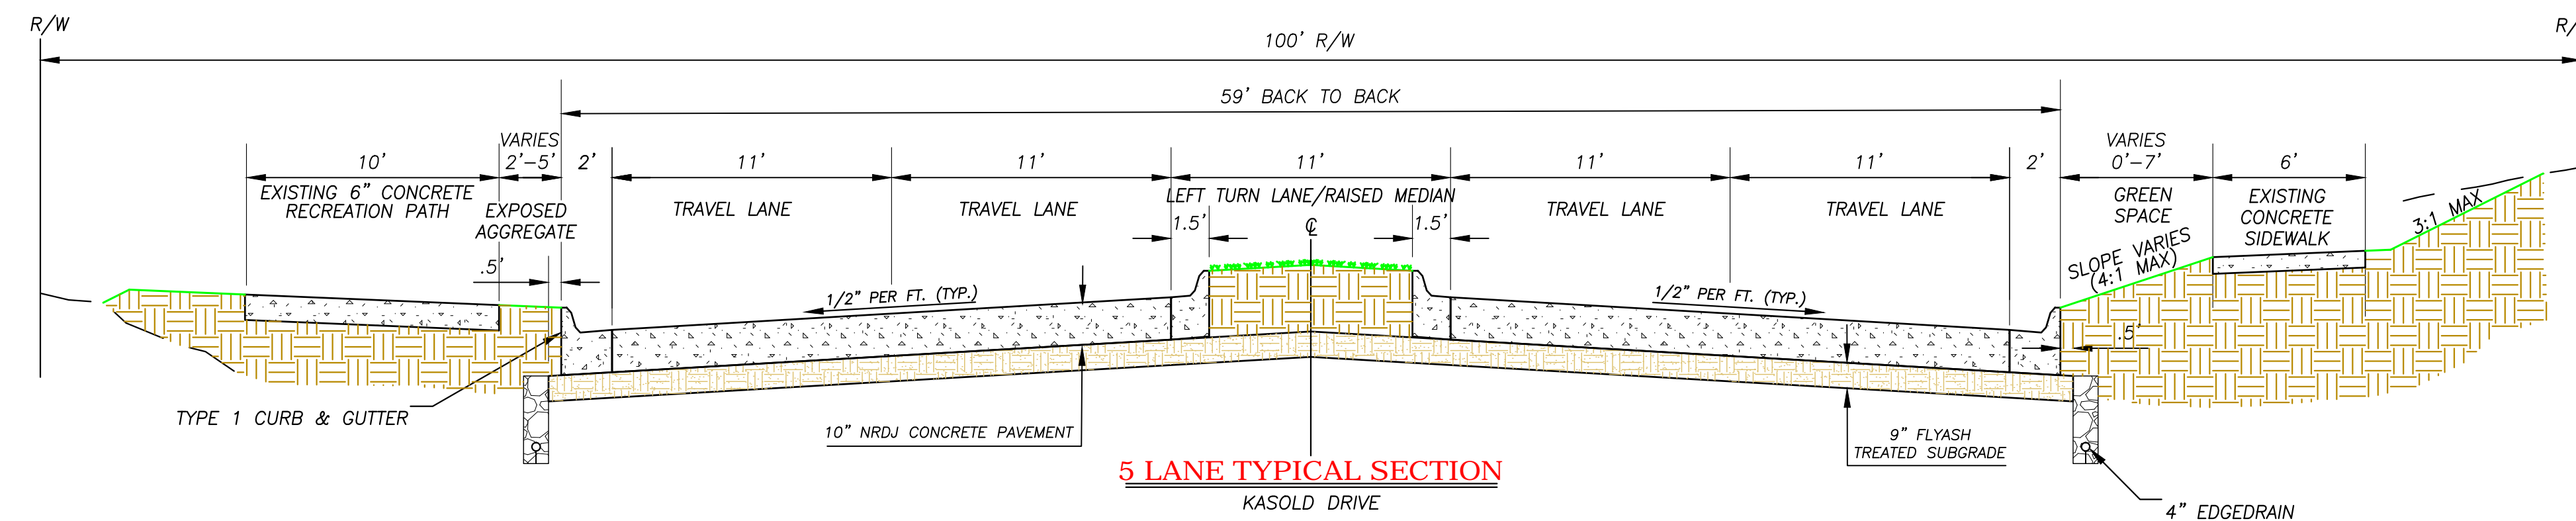 R/W
R/
100' R/W
59' BACK TO BACK
VARIES
VARIES
10'
2'-5'
2'
11'
11'
11'
11'
11'
2'
0'-7'
6'
EXISTING 6" CONCRETE
RECREATION PATH
EXPOSED
AGGREGATE
TRAVEL LANE
TRAVEL LANE
LEFT TURN LANE/RAISED MEDIAN
TRAVEL LANE
TRAVEL LANE
GREEN
SPACE
EXISTING
CONCRETE
SIDEWALK
1.5'
℄
1.5'
3:1 MAX
SLOPE VARIES
(4:1 MAX)
.5'
1/2" PER FT. (TYP.)
1/2" PER FT. (TYP.)
.5'
TYPE 1 CURB & GUTTER
10" NRDJ CONCRETE PAVEMENT
9" FLYASH
TREATED SUBGRADE
5 LANE TYPICAL SECTION
KASOLD DRIVE
4" EDGEDRAIN